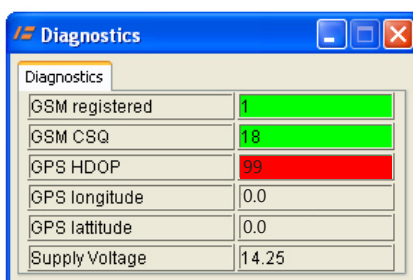 Diagnostics
Diagnostics
GSM registered 1
GSM CSQ 18
GPS HDOP 99
GPS longitude 0.0
GPS lattitude 0.0
Supply Voltage 14.25